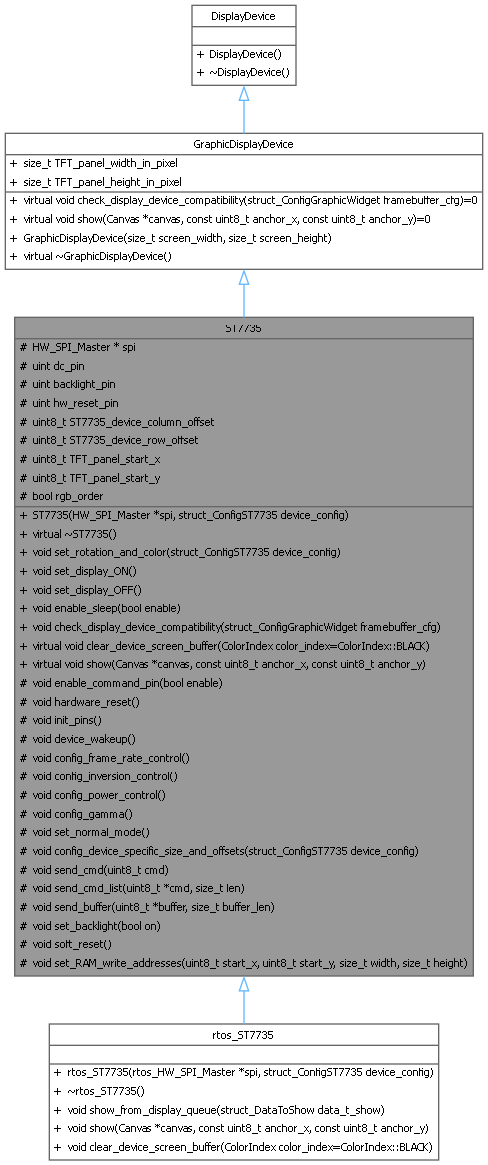 DisplayDevice
+ DisplayDevice()
+ ~DisplayDevice()
GraphicDisplayDevice
+ size_t TFT_panel_width_in_pixel
+ size_t TFT_panel_height_in_pixel
+ virtual void check_display_device_compatibility(struct_ConfigGraphicWidget framebuffer_cfg)=0
+ virtual void show(Canvas *canvas, const uint8_t anchor_x, const uint8_t anchor_y)=0
+ GraphicDisplayDevice(size_t screen_width, size_t screen_height)
+ virtual ~GraphicDisplayDevice()
ST7735
# HW_SPI_Master * spi
# uint dc_pin
# uint backlight_pin
# uint hw_reset_pin
# uint8_t ST7735_device_column_offset
# uint8_t ST7735_device_row_offset
# uint8_t TFT_panel_start_x
# uint8_t TFT_panel_start_y
# bool rgb_order
+ ST7735(HW_SPI_Master *spi, struct_ConfigST7735 device_config)
+ virtual ~ST7735()
+ void set_rotation_and_color(struct_ConfigST7735 device_config)
+ void set_display_ON()
+ void set_display_OFF()
+ void enable_sleep(bool enable)
+ void check_display_device_compatibility(struct_ConfigGraphicWidget framebuffer_cfg)
+ virtual void clear_device_screen_buffer(ColorIndex color_index=ColorIndex::BLACK)
+ virtual void show(Canvas *canvas, const uint8_t anchor_x, const uint8_t anchor_y)
# void enable_command_pin(bool enable)
# void hardware_reset()
# void init_pins()
# void device_wakeup()
# void config_frame_rate_control()
# void config_inversion_control()
# void config_power_control()
# void config_gamma()
# void set_normal_mode()
# void config_device_specific_size_and_offsets(struct_ConfigST7735 device_config)
# void send_cmd(uint8_t cmd)
# void send_cmd_list(uint8_t *cmd, size_t len)
# void send_buffer(uint8_t *buffer, size_t buffer_len)
# void set_backlight(bool on)
# void soft_reset()
# void set_RAM_write_addresses(uint8_t start_x, uint8_t start_y, size_t width, size_t height)
rtos_ST7735
+ rtos_ST7735(rtos_HW_SPI_Master *spi, struct_ConfigST7735 device_config)
+ ~rtos_ST7735()
+ void show_from_display_queue(struct_DataToShow data_t_show)
+ void show(Canvas *canvas, const uint8_t anchor_x, const uint8_t anchor_y)
+ void clear_device_screen_buffer(ColorIndex color_index=ColorIndex::BLACK)